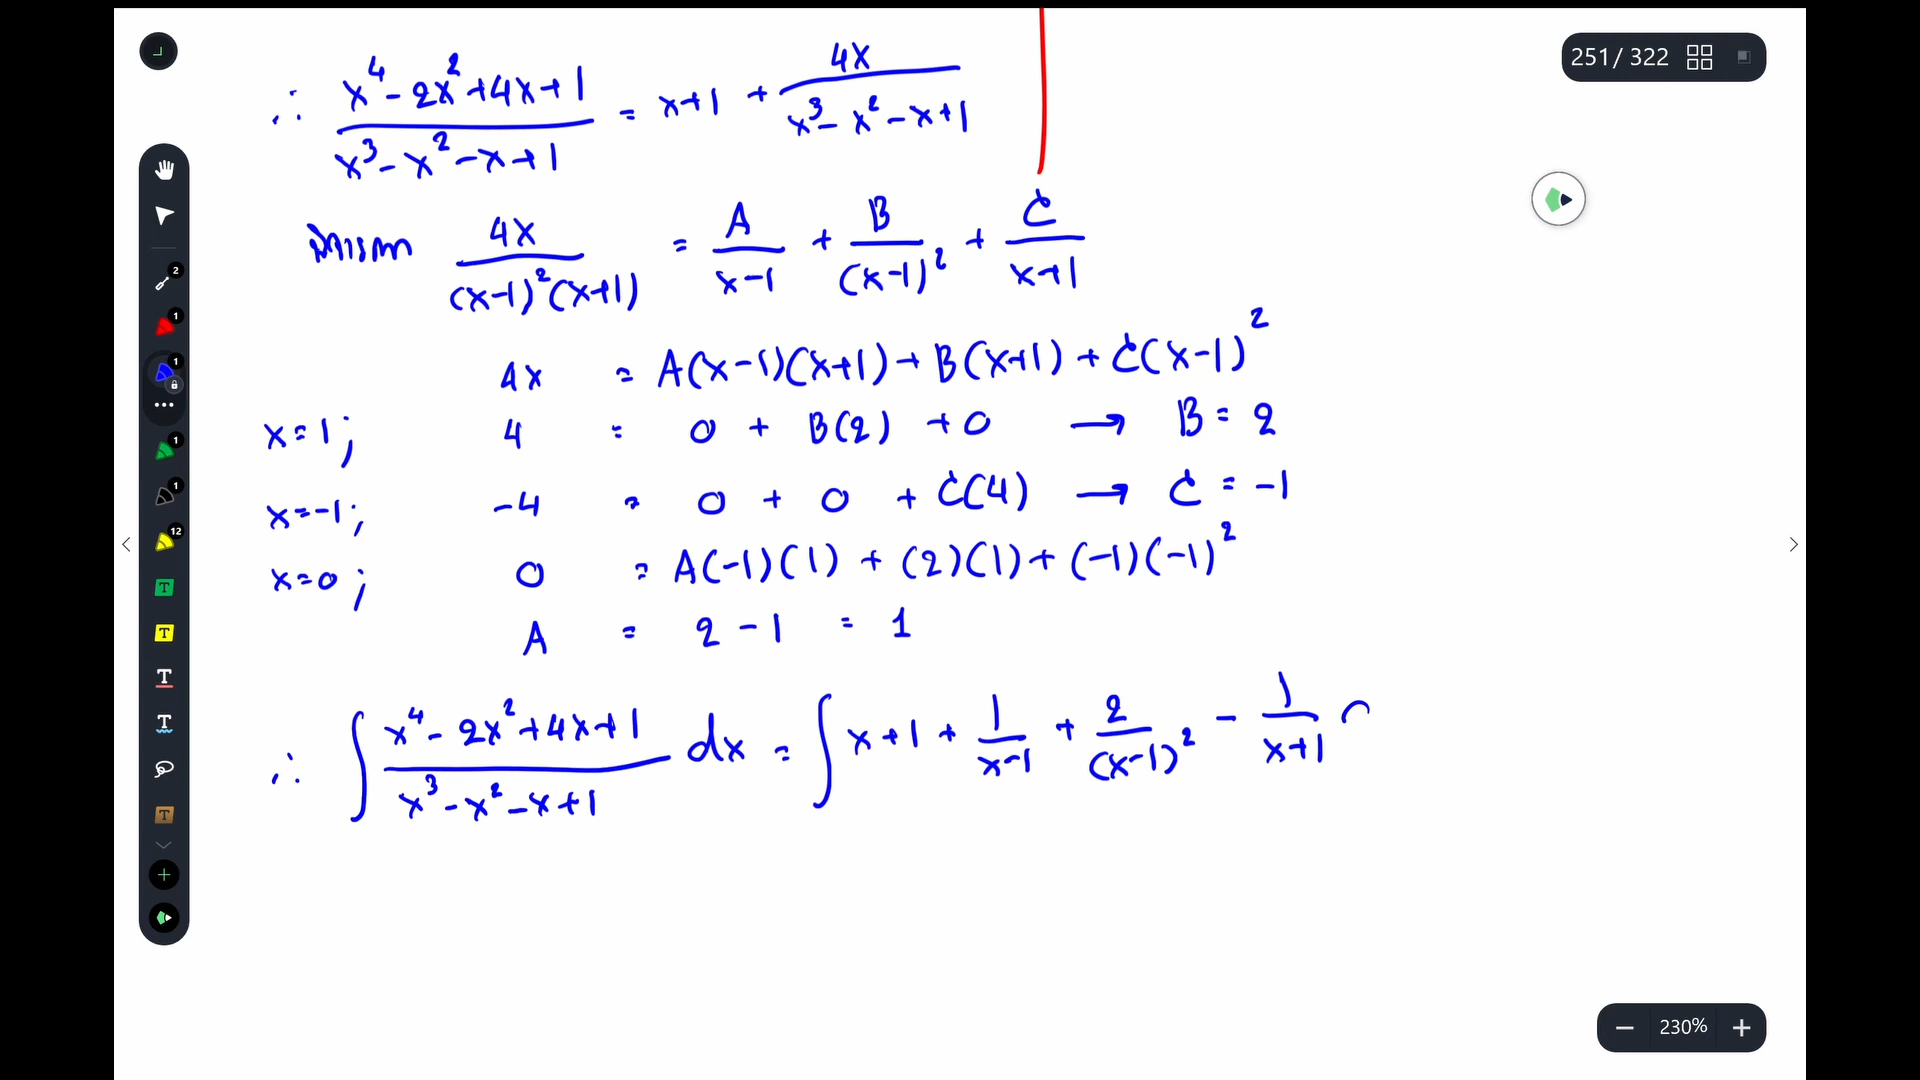 251 / 322
∴ (x⁴ - 2x² + 4x + 1)/(x³ - x² - x + 1) = x+1 + 4x/(x³ - x² - x + 1)
4x/((x-1)²(x+1)) = A/(x-1) + B/(x-1)² + C/(x+1)
4x = A(x-1)(x+1) + B(x+1) + C(x-1)²
x=1; 4 = 0 + B(2) + 0 → B = 2
x=-1; -4 = 0 + 0 + C(4) → C = -1
x=0; 0 = A(-1)(1) + (2)(1) + (-1)(-1)²
A = 2 - 1 = 1
∴ ∫ (x⁴ - 2x² + 4x + 1)/(x³ - x² - x + 1) dx = ∫ x + 1 + 1/(x-1) + 2/(x-1)² - 1/(x+1)
230%